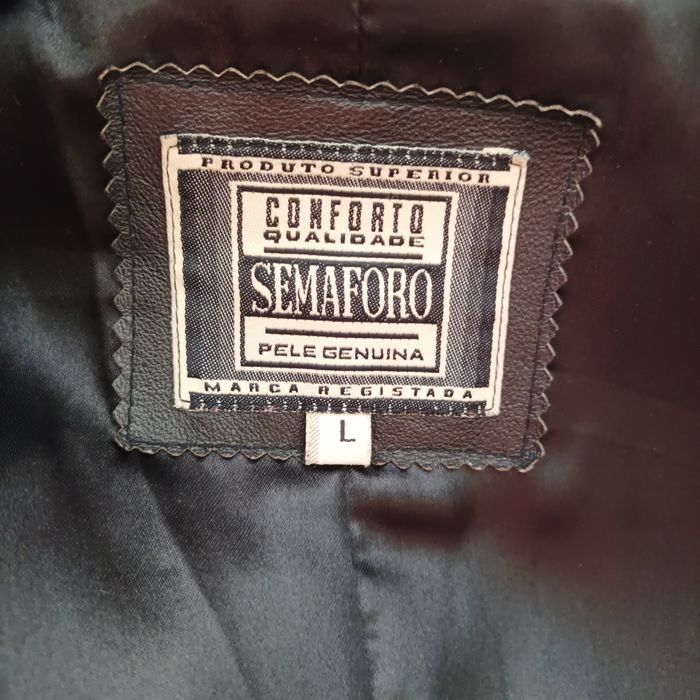 PRODUTO SUPERIOR
CONFORTO
QUALIDADE
SEMAFORO
PELE GENUINA
MARCA REGISTADA
L